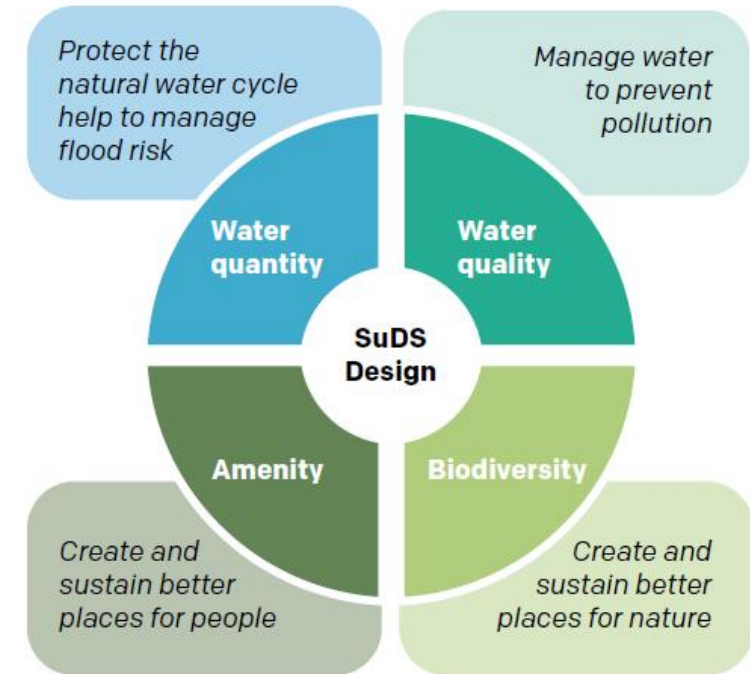 Protect the
natural water cycle
help to manage
flood risk
Manage water
to prevent
pollution
Water
quantity
Water
quality
SuDS
Design
Amenity
Biodiversity
Create and
sustain better
places for people
Create and
sustain better
places for nature